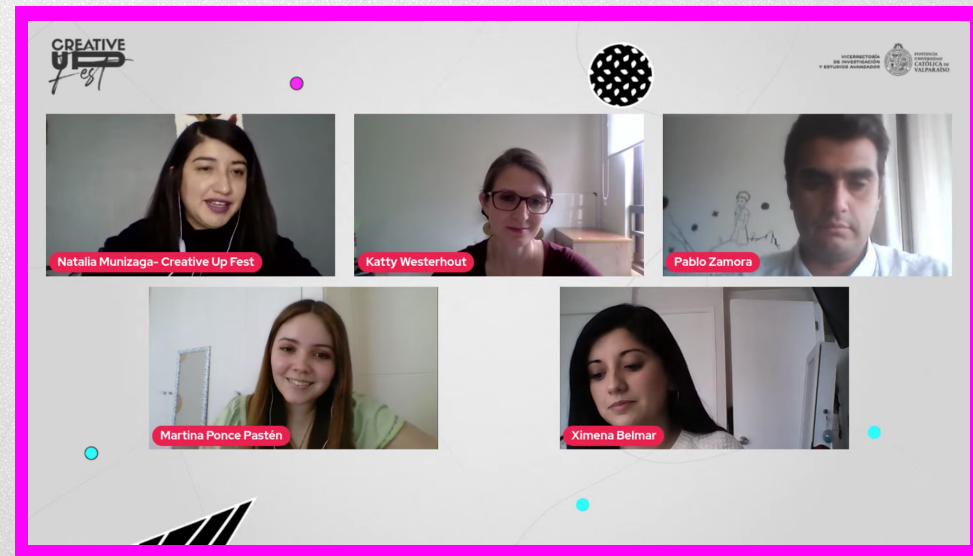 CREATIVE
UP
Fest
VICERRECTORÍA
DE INVESTIGACIÓN
Y ESTUDIOS AVANZADOS
PONTIFICIA
UNIVERSIDAD
CATÓLICA DE
VALPARAÍSO
Natalia Munizaga- Creative Up Fest
Katty Westerhout
Pablo Zamora
Martina Ponce Pastén
Ximena Belmar